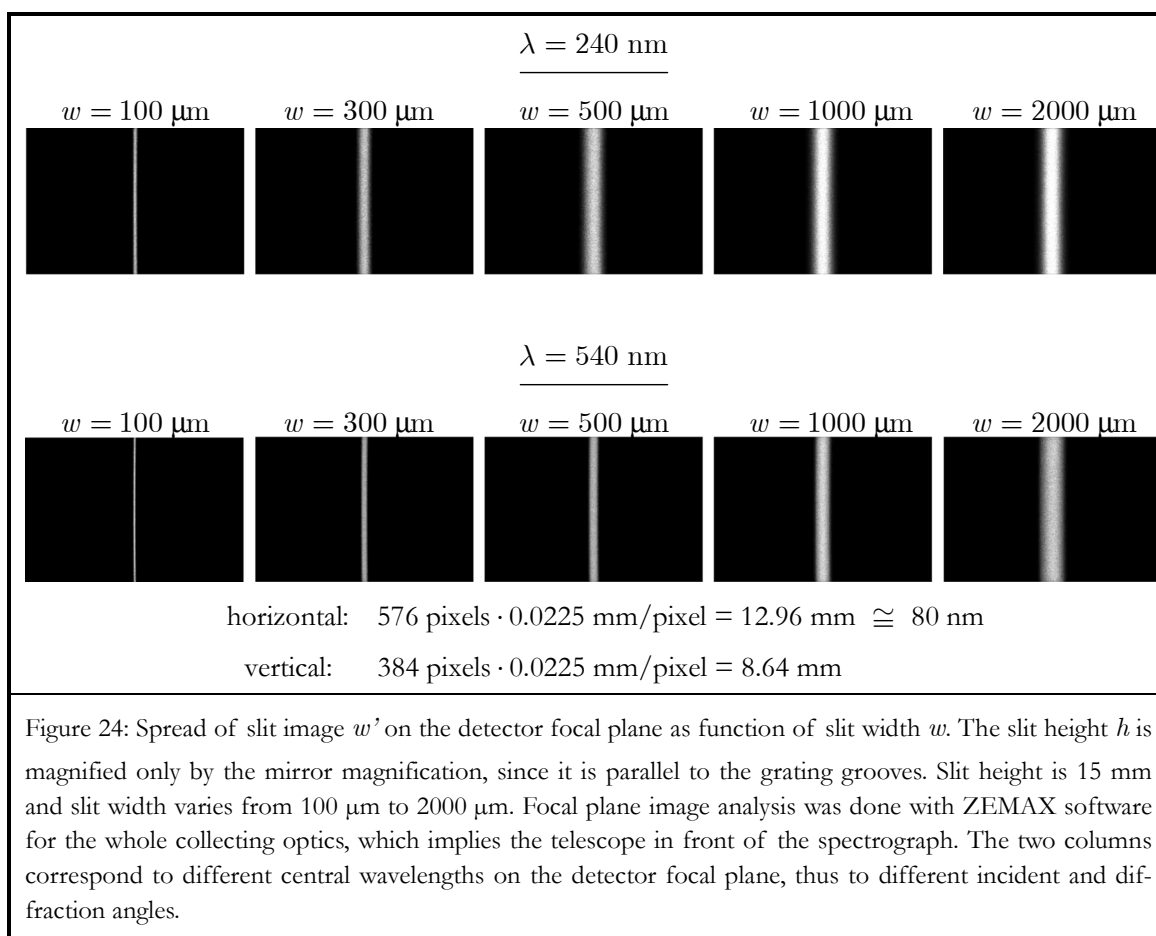 λ = 240 nm
w = 100 µm w = 300 µm w = 500 µm w = 1000 µm w = 2000 µm
λ = 540 nm
w = 100 µm w = 300 µm w = 500 µm w = 1000 µm w = 2000 µm
horizontal: 576 pixels · 0.0225 mm/pixel = 12.96 mm ≅ 80 nm
vertical: 384 pixels · 0.0225 mm/pixel = 8.64 mm
Figure 24: Spread of slit image w’ on the detector focal plane as function of slit width w. The slit height h is
magnified only by the mirror magnification, since it is parallel to the grating grooves. Slit height is 15 mm
and slit width varies from 100 µm to 2000 µm. Focal plane image analysis was done with ZEMAX software
for the whole collecting optics, which implies the telescope in front of the spectrograph. The two columns
correspond to different central wavelengths on the detector focal plane, thus to different incident and dif-
fraction angles.